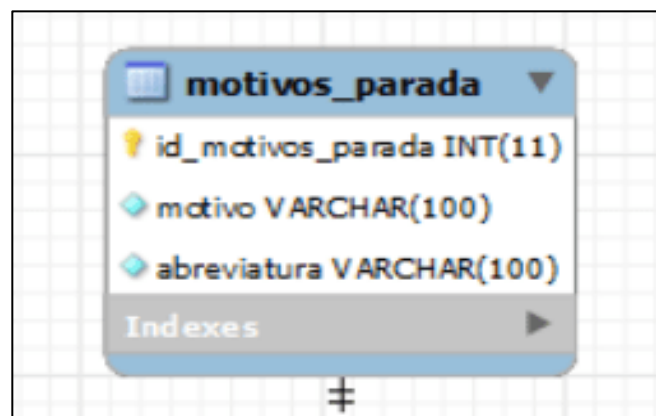 motivos_parada
id_motivos_parada INT(11)
motivo VARCHAR(100)
abreviatura VARCHAR(100)
Indexes